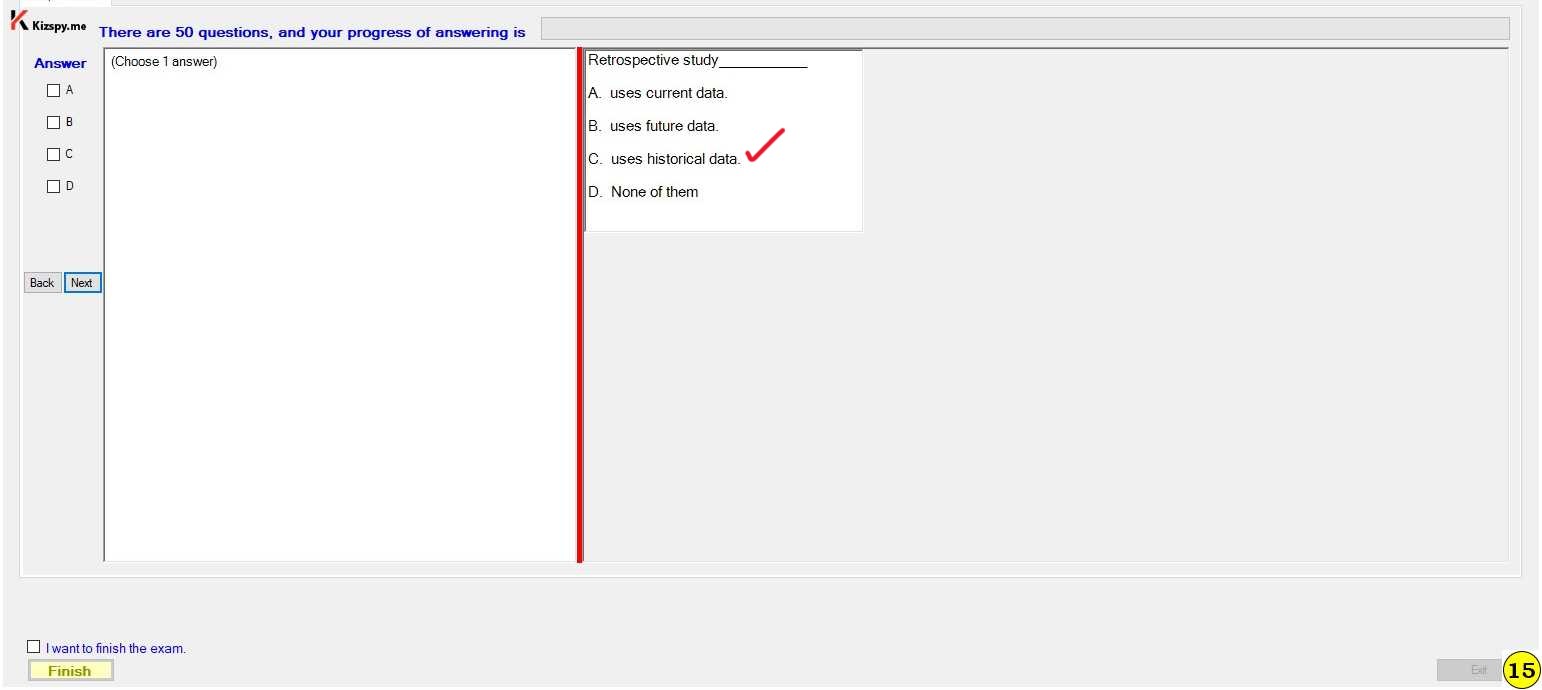 Kizspy.me
There are 50 questions, and your progress of answering is
Answer
(Choose 1 answer)
A
B
C
D
Back Next
Retrospective study___________
A. uses current data.
B. uses future data.
C. uses historical data.
D. None of them
I want to finish the exam.
Finish
Exit
15